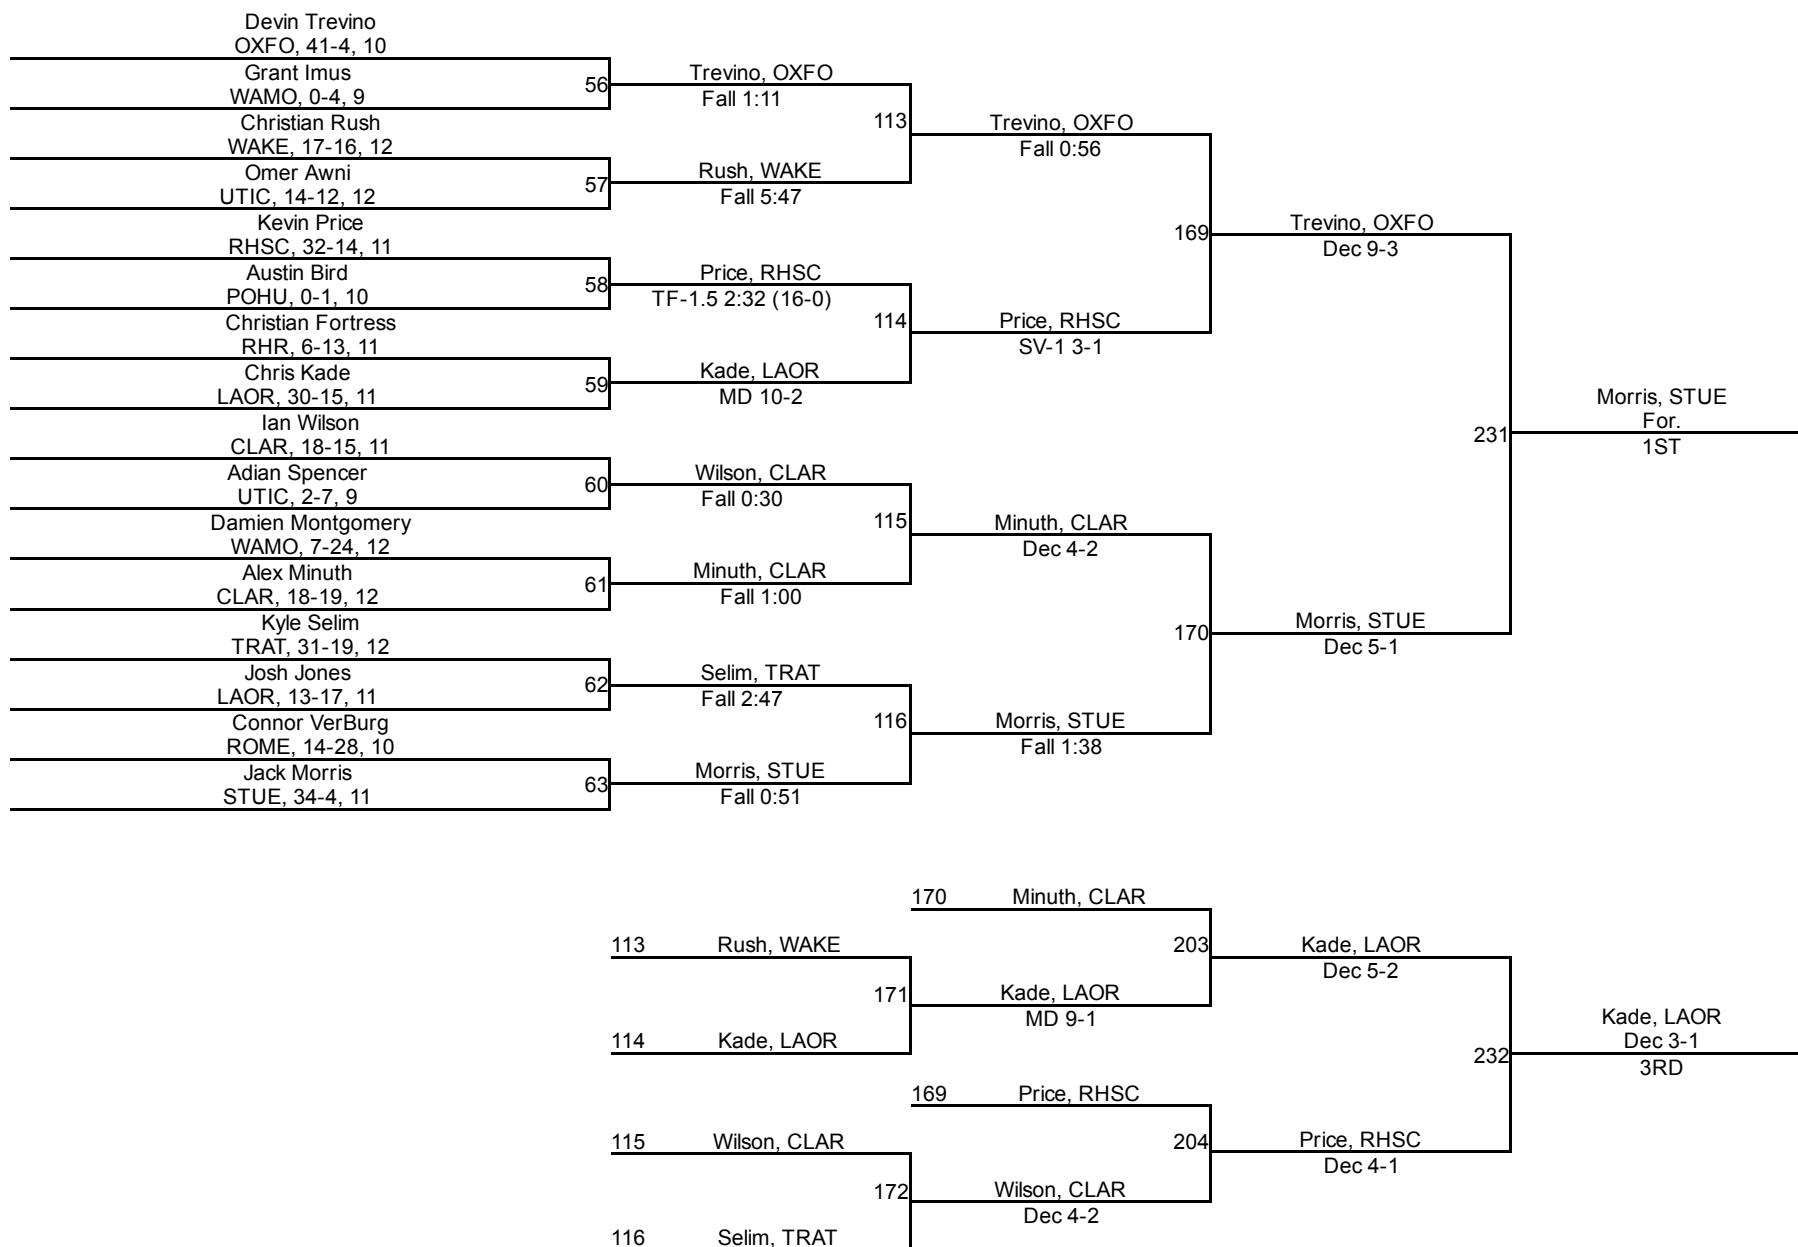 Devin Trevino
OXFO, 41-4, 10
Grant Imus
WAMO, 0-4, 9
Christian Rush
WAKE, 17-16, 12
Omer Awni
UTIC, 14-12, 12
Kevin Price
RHSC, 32-14, 11
Austin Bird
POHU, 0-1, 10
Christian Fortress
RHR, 6-13, 11
Chris Kade
LAOR, 30-15, 11
Ian Wilson
CLAR, 18-15, 11
Adian Spencer
UTIC, 2-7, 9
Damien Montgomery
WAMO, 7-24, 12
Alex Minuth
CLAR, 18-19, 12
Kyle Selim
TRAT, 31-19, 12
Josh Jones
LAOR, 13-17, 11
Connor VerBurg
ROME, 14-28, 10
Jack Morris
STUE, 34-4, 11
56
57
58
59
60
61
62
63
Trevino, OXFO
Fall 1:11
Rush, WAKE
Fall 5:47
Price, RHSC
TF-1.5 2:32 (16-0)
Kade, LAOR
MD 10-2
Wilson, CLAR
Fall 0:30
Minuth, CLAR
Fall 1:00
Selim, TRAT
Fall 2:47
Morris, STUE
Fall 0:51
113
114
115
116
Trevino, OXFO
Fall 0:56
Price, RHSC
SV-1 3-1
Minuth, CLAR
Dec 4-2
Morris, STUE
Fall 1:38
169
170
Trevino, OXFO
Dec 9-3
Morris, STUE
Dec 5-1
231
Morris, STUE
For.
1ST
113 Rush, WAKE
114 Kade, LAOR
115 Wilson, CLAR
116 Selim, TRAT
171
172
170 Minuth, CLAR
Kade, LAOR
MD 9-1
169 Price, RHSC
Wilson, CLAR
Dec 4-2
203
204
Kade, LAOR
Dec 5-2
Price, RHSC
Dec 4-1
232
Kade, LAOR
Dec 3-1
3RD